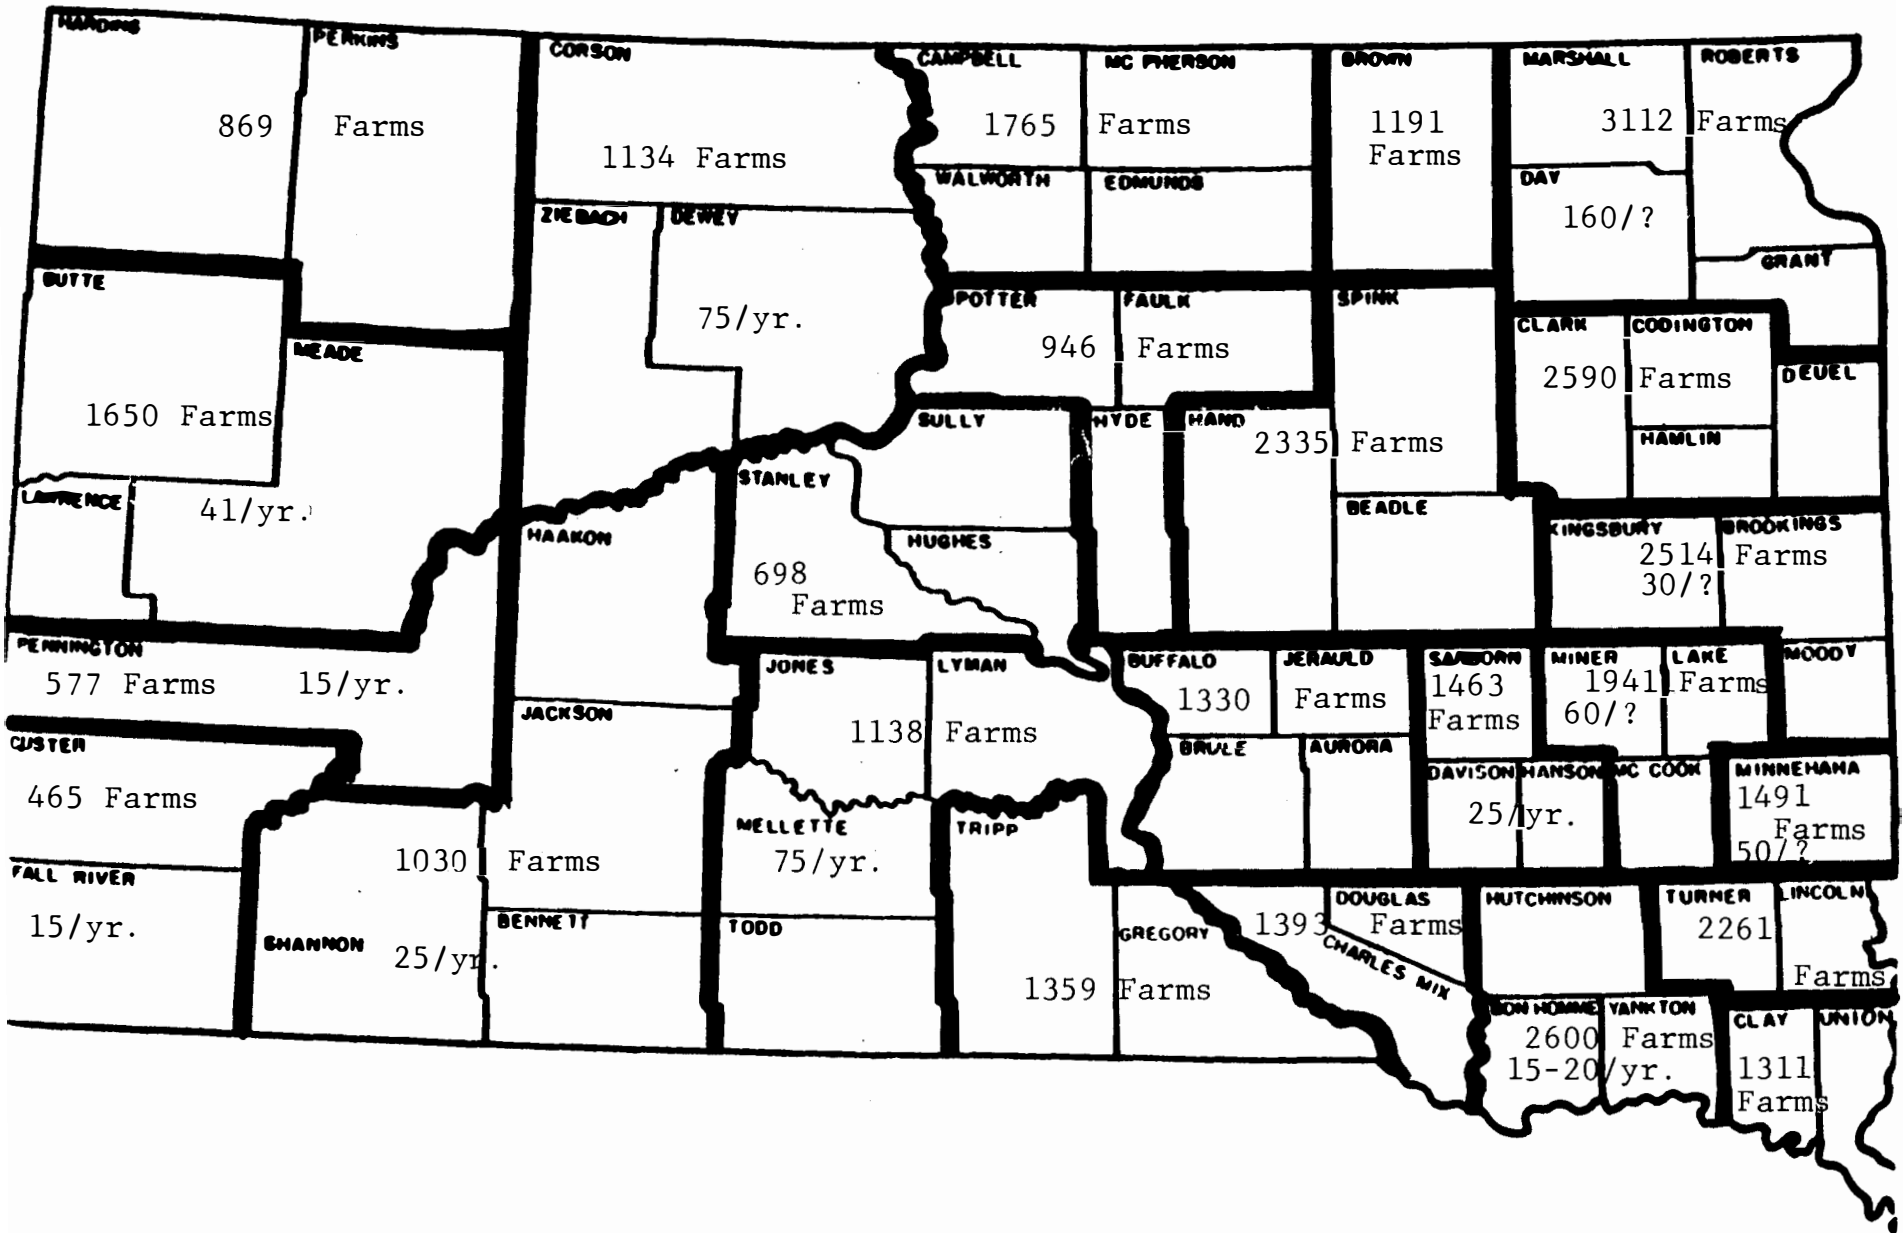 HARDING
PERKINS
CORSON
CAMPBELL
MC PHERSON
BROWN
MARSHALL
ROBERTS
869 Farms
1134 Farms
1765 Farms
1191
Farms
3112 Farms
WALWORTH
EDMUNDS
DAY
160/?
ZIEBACH
DEWEY
75/yr.
GRANT
BUTTE
MEADE
1650 Farms
POTTER
FAULK
946 Farms
SPINK
CLARK
CODINGTON
2590 Farms
DEUEL
HAMLIN
SULLY
HYDE
HAND
2335 Farms
LAWRENCE
41/yr.
STANLEY
HAAKON
HUGHES
698
Farms
BEADLE
KINGSBURY
BROOKINGS
2514 Farms
30/?
PENNINGTON
577 Farms 15/yr.
JONES
LYMAN
1138 Farms
BUFFALO
JERAULD
1330 Farms
SANBORN
1463
Farms
MINER
LAKE
1941 Farms
60/?
MOODY
CUSTER
465 Farms
JACKSON
BRULE
AURORA
DAVISON
HANSON
25/yr.
MC COOK
MINNEHAHA
1491
Farms
50/?
MELLETTE
75/yr.
TRIPP
1030 Farms
FALL RIVER
15/yr.
SHANNON
25/yr.
BENNETT
TODD
GREGORY
1359 Farms
DOUGLAS
1393 Farms
CHARLES MIX
HUTCHINSON
TURNER
LINCOLN
2261
Farms
BON HOMME
YANKTON
2600 Farms
15-20/yr.
CLAY
UNION
1311
Farms